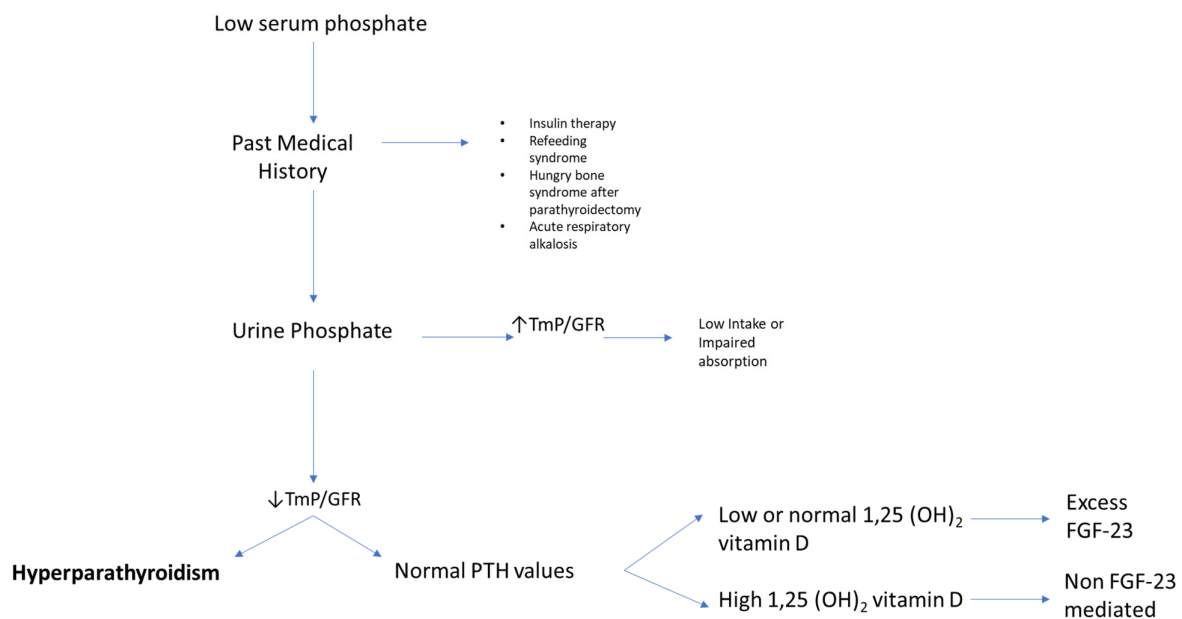 Low serum phosphate
Past Medical
History
• Insulin therapy
• Refeeding
syndrome
• Hungry bone
syndrome after
parathyroidectomy
• Acute respiratory
alkalosis
Urine Phosphate
↑TmP/GFR
Low Intake or
Impaired
absorption
↓TmP/GFR
Hyperparathyroidism
Normal PTH values
Low or normal 1,25 (OH)₂
vitamin D
Excess
FGF-23
High 1,25 (OH)₂ vitamin D
Non FGF-23
mediated